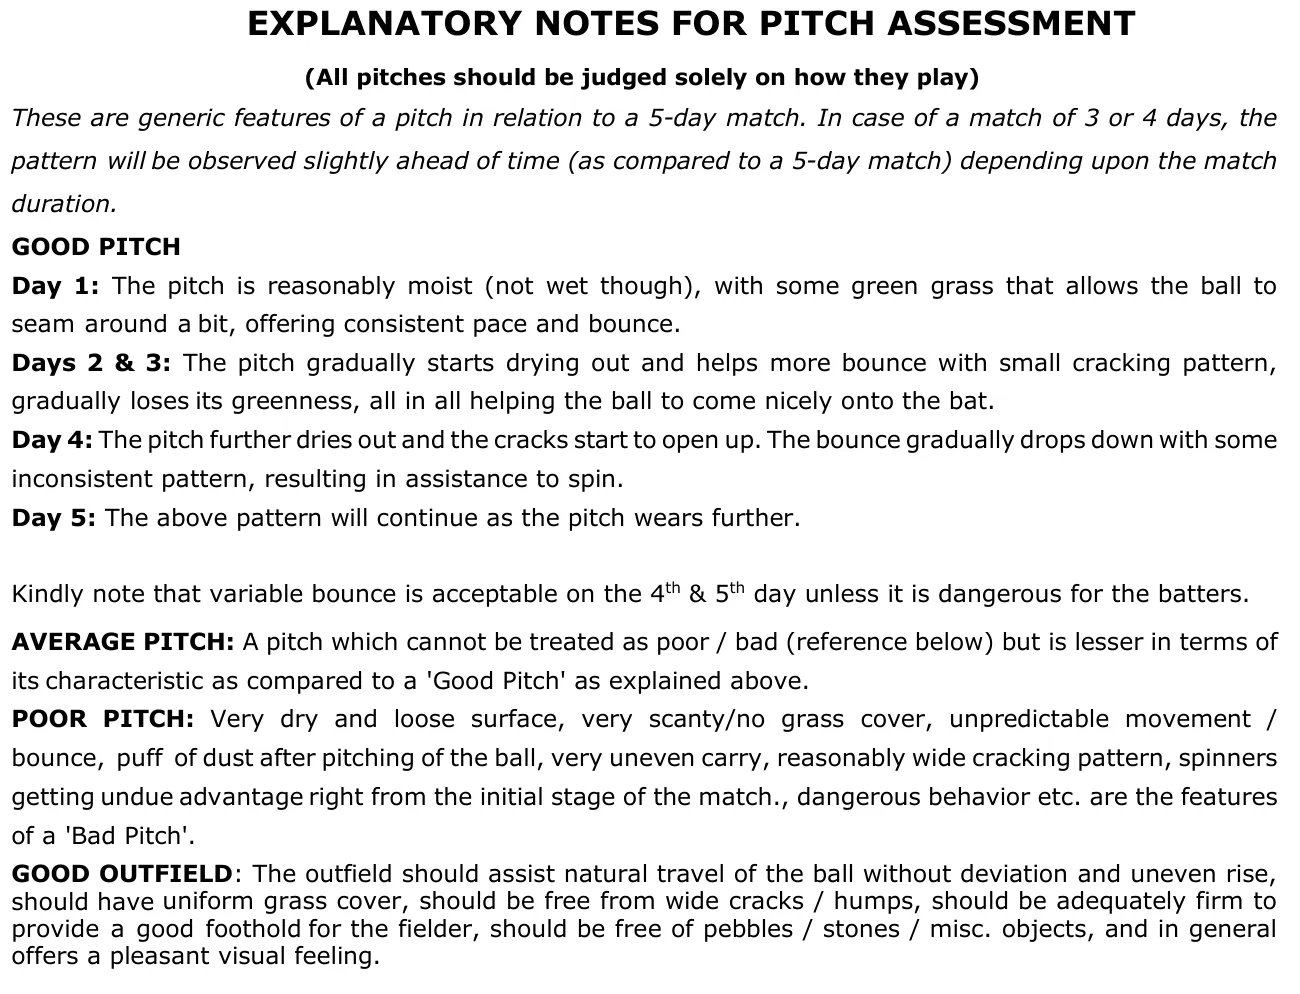 EXPLANATORY NOTES FOR PITCH ASSESSMENT
(All pitches should be judged solely on how they play)
These are generic features of a pitch in relation to a 5-day match. In case of a match of 3 or 4 days, the
pattern will be observed slightly ahead of time (as compared to a 5-day match) depending upon the match
duration.
GOOD PITCH
Day 1: The pitch is reasonably moist (not wet though), with some green grass that allows the ball to
seam around a bit, offering consistent pace and bounce.
Days 2 & 3: The pitch gradually starts drying out and helps more bounce with small cracking pattern,
gradually loses its greenness, all in all helping the ball to come nicely onto the bat.
Day 4: The pitch further dries out and the cracks start to open up. The bounce gradually drops down with some
inconsistent pattern, resulting in assistance to spin.
Day 5: The above pattern will continue as the pitch wears further.
Kindly note that variable bounce is acceptable on the 4th & 5th day unless it is dangerous for the batters.
AVERAGE PITCH: A pitch which cannot be treated as poor / bad (reference below) but is lesser in terms of
its characteristic as compared to a 'Good Pitch' as explained above.
POOR PITCH: Very dry and loose surface, very scanty/no grass cover, unpredictable movement /
bounce, puff of dust after pitching of the ball, very uneven carry, reasonably wide cracking pattern, spinners
getting undue advantage right from the initial stage of the match., dangerous behavior etc. are the features
of a 'Bad Pitch'.
GOOD OUTFIELD: The outfield should assist natural travel of the ball without deviation and uneven rise,
should have uniform grass cover, should be free from wide cracks / humps, should be adequately firm to
provide a good foothold for the fielder, should be free of pebbles / stones / misc. objects, and in general
offers a pleasant visual feeling.